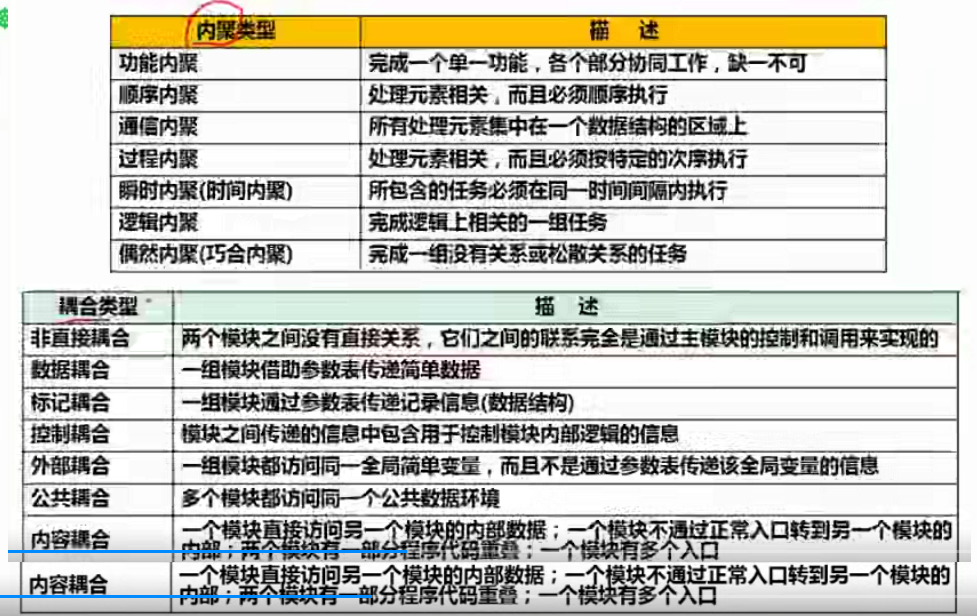 内聚类型 描 述
功能内聚 完成一个单一功能，各个部分协同工作，缺一不可
顺序内聚 处理元素相关，而且必须顺序执行
通信内聚 所有处理元素集中在一个数据结构的区域上
过程内聚 处理元素相关，而且必须按特定的次序执行
瞬时内聚(时间内聚) 所包含的任务必须在同一时间间隔内执行
逻辑内聚 完成逻辑上相关的一组任务
偶然内聚(巧合内聚) 完成一组没有关系或松散关系的任务
耦合类型 描 述
非直接耦合 两个模块之间没有直接关系，它们之间的联系完全是通过主模块的控制和调用来实现的
数据耦合 一组模块借助参数表传递简单数据
标记耦合 一组模块通过参数表传递记录信息(数据结构)
控制耦合 模块之间传递的信息中包含用于控制模块内部逻辑的信息
外部耦合 一组模块都访问同一全局简单变量，而且不是通过参数表传递该全局变量的信息
公共耦合 多个模块都访问同一个公共数据环境
内容耦合 一个模块直接访问另一个模块的内部数据；一个模块不通过正常入口转到另一个模块的
内部；两个模块有一部分程序代码重叠；一个模块有多个入口
内容耦合 一个模块直接访问另一个模块的内部数据；一个模块不通过正常入口转到另一个模块的
内部；两个模块有一部分程序代码重叠；一个模块有多个入口